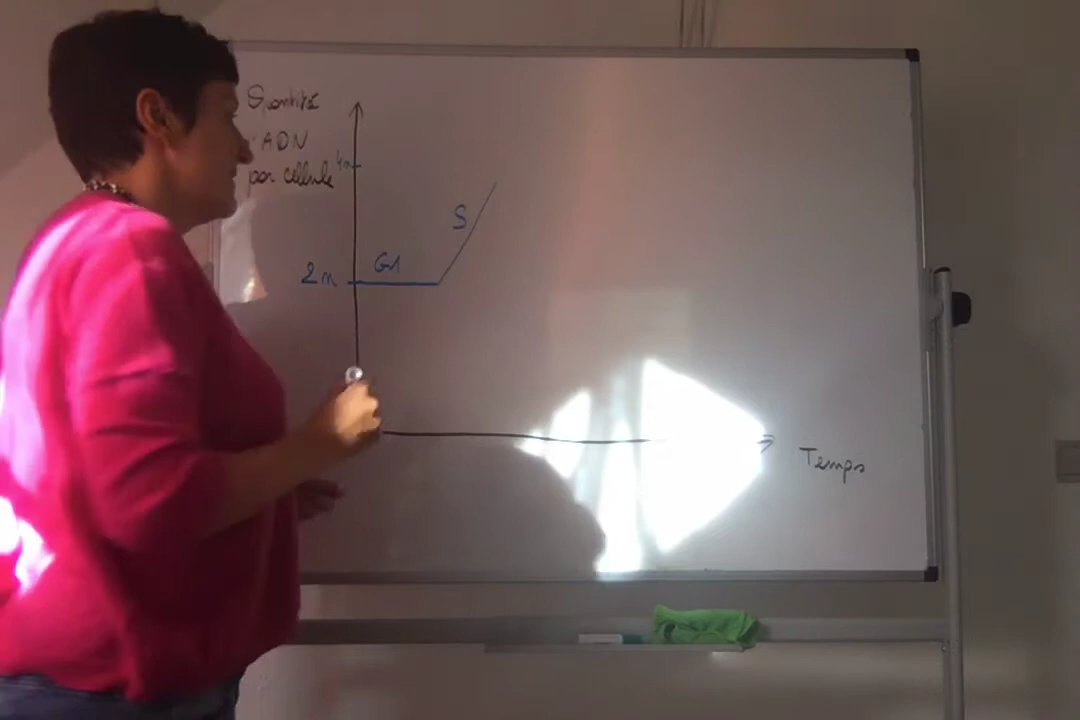 Quantité
d'ADN
par cellule
4n
S
G1
2n
Temps